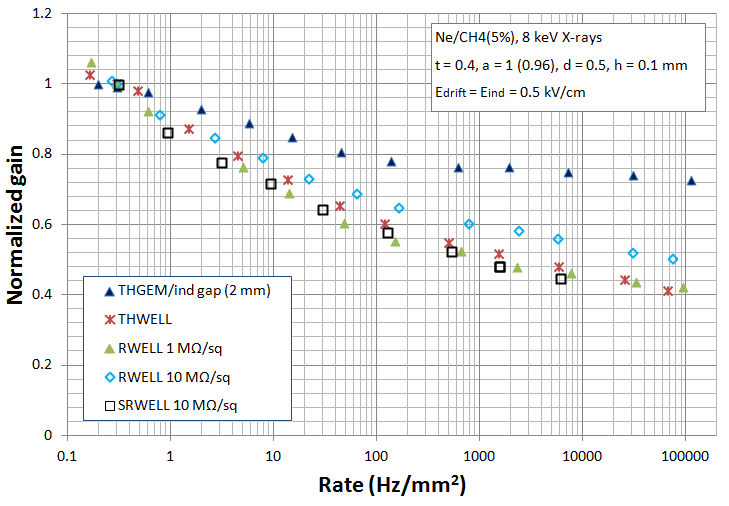 1.2
1
0.8
0.6
0.4
0.2
0
Normalized gain
Ne/CH4(5%), 8 keV X-rays
t = 0.4, a = 1 (0.96), d = 0.5, h = 0.1 mm
Edrift = Eind = 0.5 kV/cm
THGEM/ind gap (2 mm)
THWELL
RWELL 1 MΩ/sq
RWELL 10 MΩ/sq
SRWELL 10 MΩ/sq
0.1 1 10 100 1000 10000 100000
Rate (Hz/mm²)